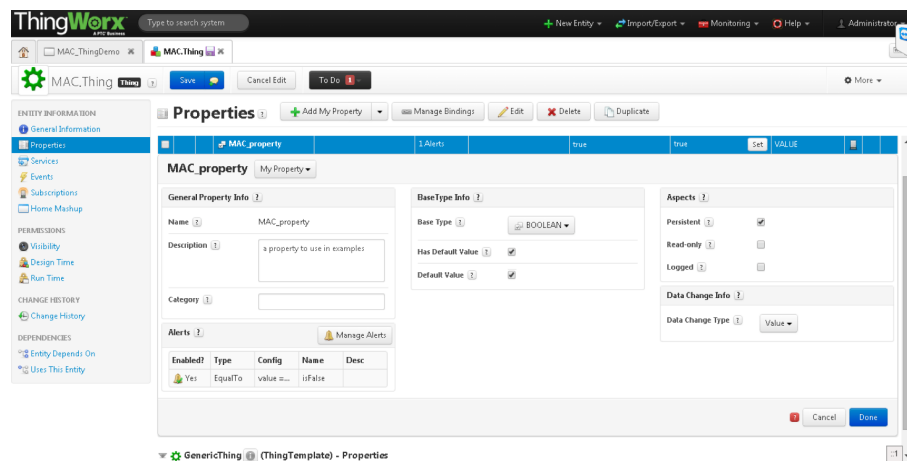 ThingWorx
A PTC Business
Type to search system
New Entity
Import/Export
Monitoring
Help
Administrator
MAC_ThingDemo
MAC.Thing
MAC.Thing Thing ?
Save
Cancel Edit
To Do 1
More
ENTITY INFORMATION
General Information
Properties
Services
Events
Subscriptions
Home Mashup
PERMISSIONS
Visibility
Design Time
Run Time
CHANGE HISTORY
Change History
DEPENDENCIES
Entity Depends On
Uses This Entity
Properties
Add My Property
Manage Bindings
Edit
Delete
Duplicate
MAC_property 1 Alerts true true Set VALUE
MAC_property My Property
General Property Info ?
Name ? MAC_property
Description ? a property to use in examples
Category ?
Alerts ? Manage Alerts
Enabled? Type Config Name Desc
Yes EqualTo value =... isFalse
BaseType Info ?
Base Type ? BOOLEAN
Has Default Value ?
Default Value ?
Aspects ?
Persistent ?
Read-only ?
Logged ?
Data Change Info ?
Data Change Type ? Value
? Cancel Done
GenericThing (ThingTemplate) - Properties